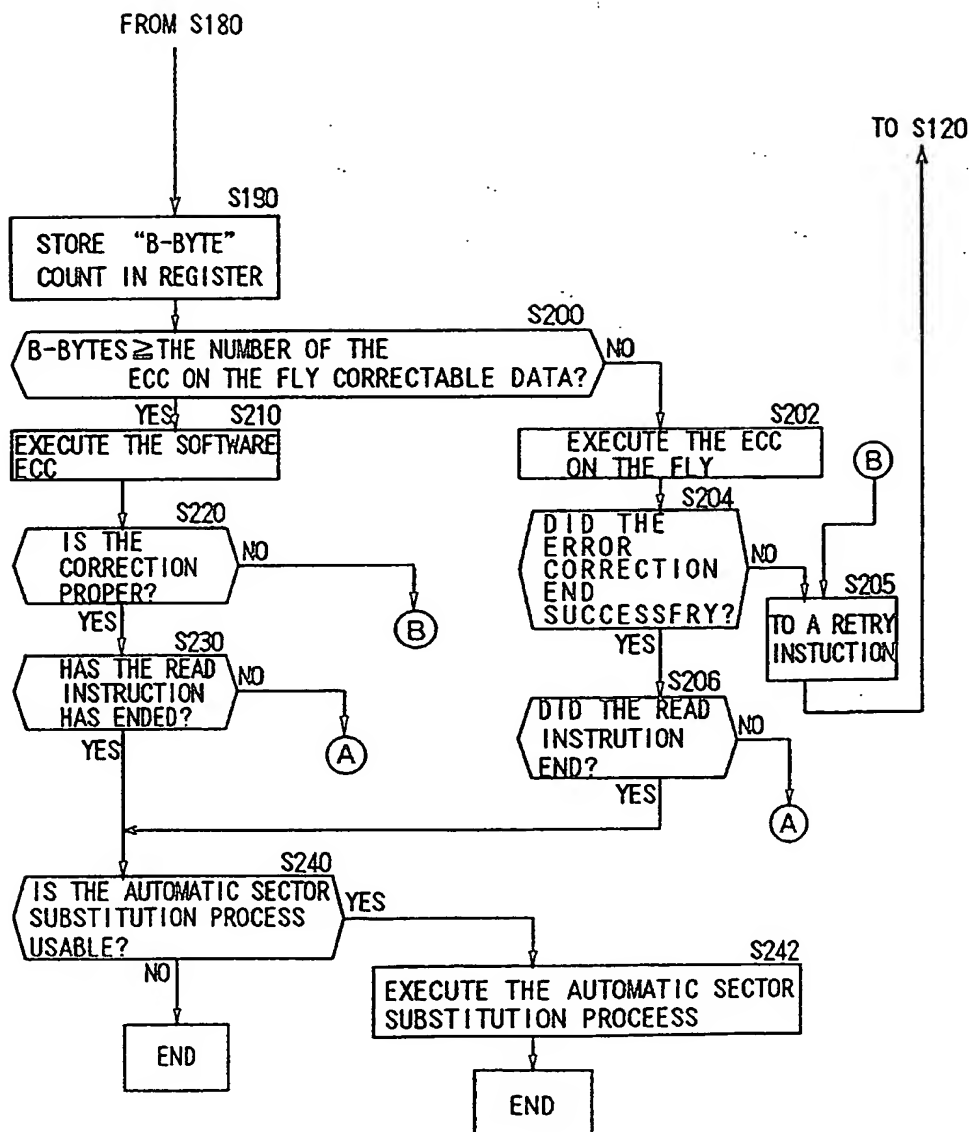 FROM S180
TO S120
S190
STORE "B-BYTE"
COUNT IN REGISTER
S200
B-BYTES≧THE NUMBER OF THE
ECC ON THE FLY CORRECTABLE DATA?
NO
YES
S210
EXECUTE THE SOFTWARE
ECC
S202
EXECUTE THE ECC
ON THE FLY
B
S220
IS THE
CORRECTION
PROPER?
NO
YES
B
S204
DID THE
ERROR
CORRECTION
END
SUCCESSFRY?
NO
YES
S205
TO A RETRY
INSTUCTION
S230
HAS THE READ
INSTRUCTION
HAS ENDED?
NO
YES
A
S206
DID THE READ
INSTRUTION
END?
NO
YES
A
S240
IS THE AUTOMATIC SECTOR
SUBSTITUTION PROCESS
USABLE?
YES
NO
S242
EXECUTE THE AUTOMATIC SECTOR
SUBSTITUTION PROCEESS
END
END